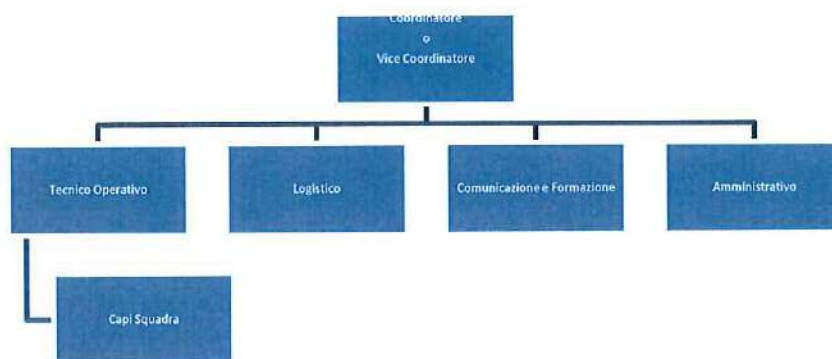 Coordinatore
o
Vice Coordinatore
Tecnico Operativo
Logistico
Comunicazione e Formazione
Amministrativo
Capi Squadra